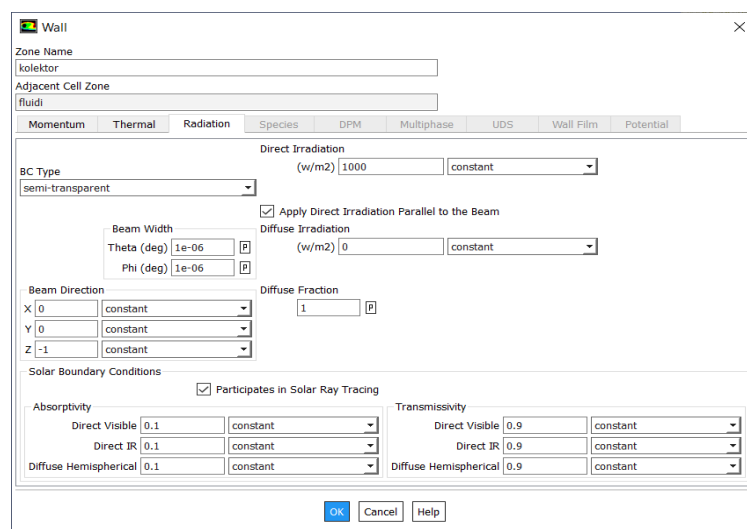 Wall
Zone Name
kolektor
Adjacent Cell Zone
fluidi
Momentum Thermal Radiation Species DPM Multiphase UDS Wall Film Potential
Direct Irradiation
(w/m2) 1000 constant
BC Type
semi-transparent
Apply Direct Irradiation Parallel to the Beam
Beam Width
Diffuse Irradiation
Theta (deg) 1e-06 P
(w/m2) 0 constant
Phi (deg) 1e-06 P
Beam Direction
Diffuse Fraction
X 0 constant
1 P
Y 0 constant
Z -1 constant
Solar Boundary Conditions
Participates in Solar Ray Tracing
Absorptivity
Direct Visible 0.1 constant
Direct IR 0.1 constant
Diffuse Hemispherical 0.1 constant
Transmissivity
Direct Visible 0.9 constant
Direct IR 0.9 constant
Diffuse Hemispherical 0.9 constant
OK Cancel Help